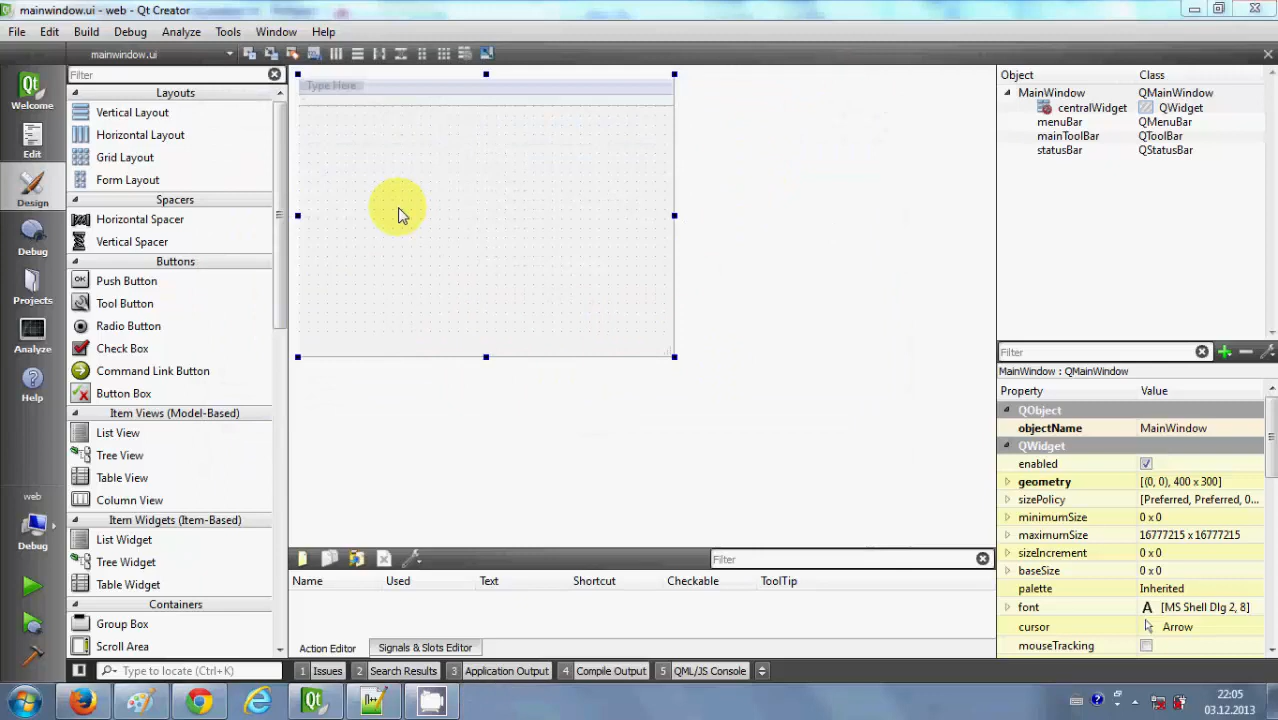 mainwindow.ui - web - Qt Creator
File Edit Build Debug Analyze Tools Window Help
mainwindow.ui
Welcome
Edit
Design
Debug
Projects
Analyze
Help
web
Debug
Filter
Layouts
Vertical Layout
Horizontal Layout
Grid Layout
Form Layout
Spacers
Horizontal Spacer
Vertical Spacer
Buttons
Push Button
Tool Button
Radio Button
Check Box
Command Link Button
Button Box
Item Views (Model-Based)
List View
Tree View
Table View
Column View
Item Widgets (Item-Based)
List Widget
Tree Widget
Table Widget
Containers
Group Box
Scroll Area
Type Here
Object Class
MainWindow QMainWindow
centralWidget QWidget
menuBar QMenuBar
mainToolBar QToolBar
statusBar QStatusBar
Filter
MainWindow : QMainWindow
Property Value
QObject
objectName MainWindow
QWidget
enabled
geometry [(0, 0), 400 x 300]
sizePolicy [Preferred, Preferred, 0...
minimumSize 0 x 0
maximumSize 16777215 x 16777215
sizeIncrement 0 x 0
baseSize 0 x 0
palette Inherited
font A [MS Shell Dlg 2, 8]
cursor Arrow
mouseTracking
Filter
Name Used Text Shortcut Checkable ToolTip
Action Editor Signals & Slots Editor
Type to locate (Ctrl+K) 1 Issues 2 Search Results 3 Application Output 4 Compile Output 5 QML/JS Console
22:05
03.12.2013